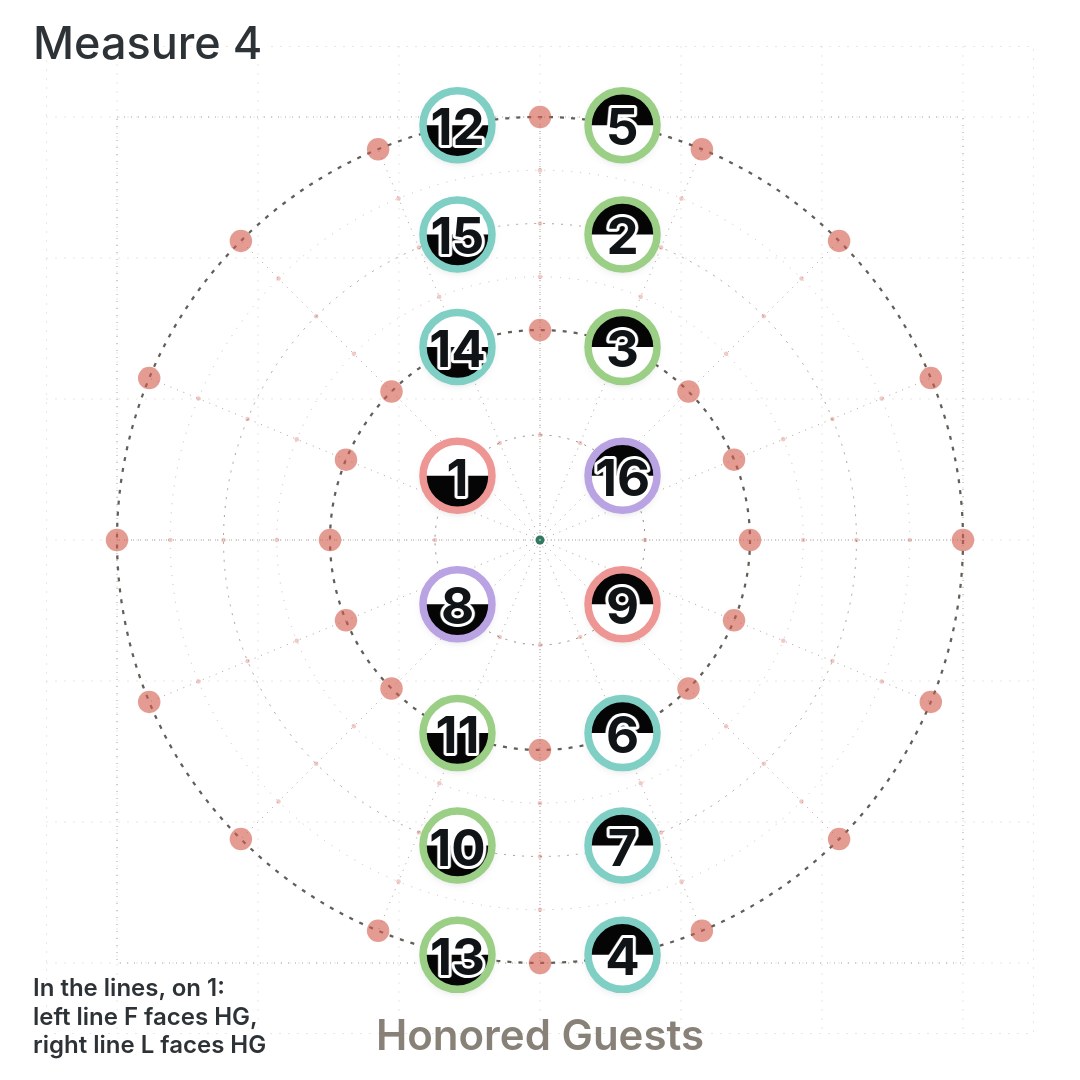 Measure 4
12 5
15 2
14 3
1 16
8 9
11 6
10 7
13 4
In the lines, on 1:
left line F faces HG,
right line L faces HG
Honored Guests